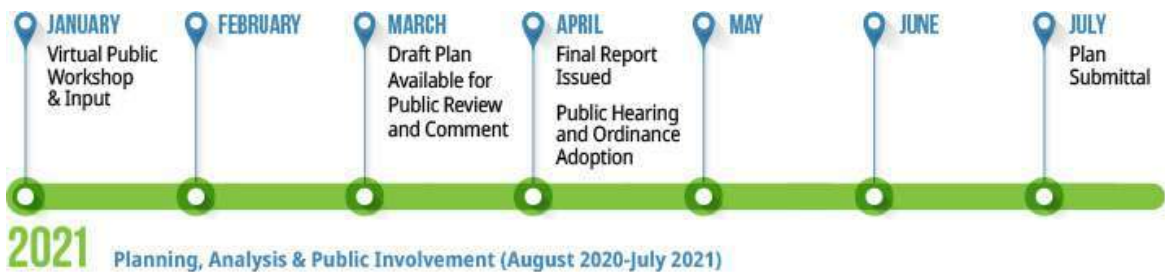 JANUARY
Virtual Public
Workshop
& Input
FEBRUARY
MARCH
Draft Plan
Available for
Public Review
and Comment
APRIL
Final Report
Issued
Public Hearing
and Ordinance
Adoption
MAY
JUNE
JULY
Plan
Submittal
2021
Planning, Analysis & Public Involvement (August 2020-July 2021)